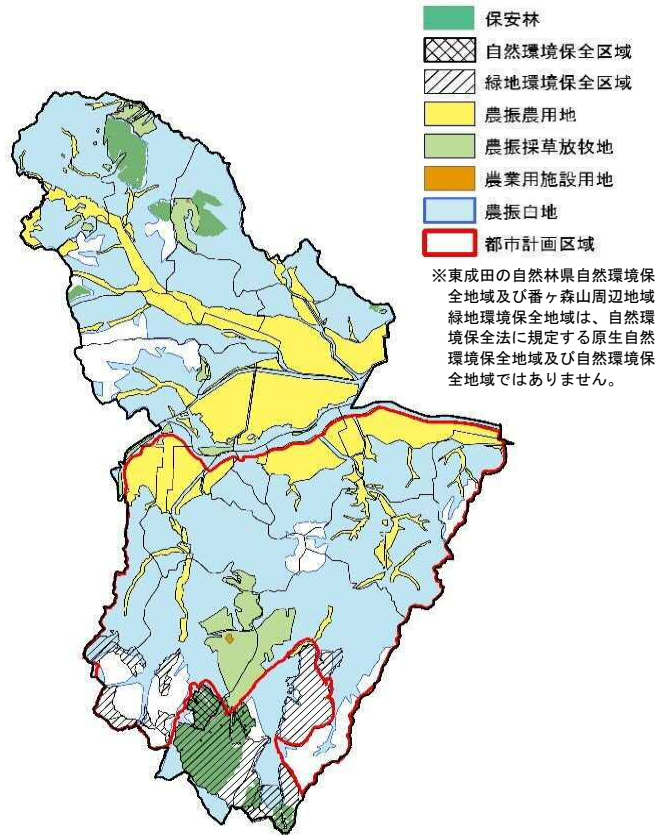 保安林
自然環境保全区域
緑地環境保全区域
農振農用地
農振採草放牧地
農業用施設用地
農振白地
都市計画区域
※東成田の自然林県自然環境保
全地域及び番ヶ森山周辺地域
緑地環境保全地域は、自然環
境保全法に規定する原生自然
環境保全地域及び自然環境保
全地域ではありません。